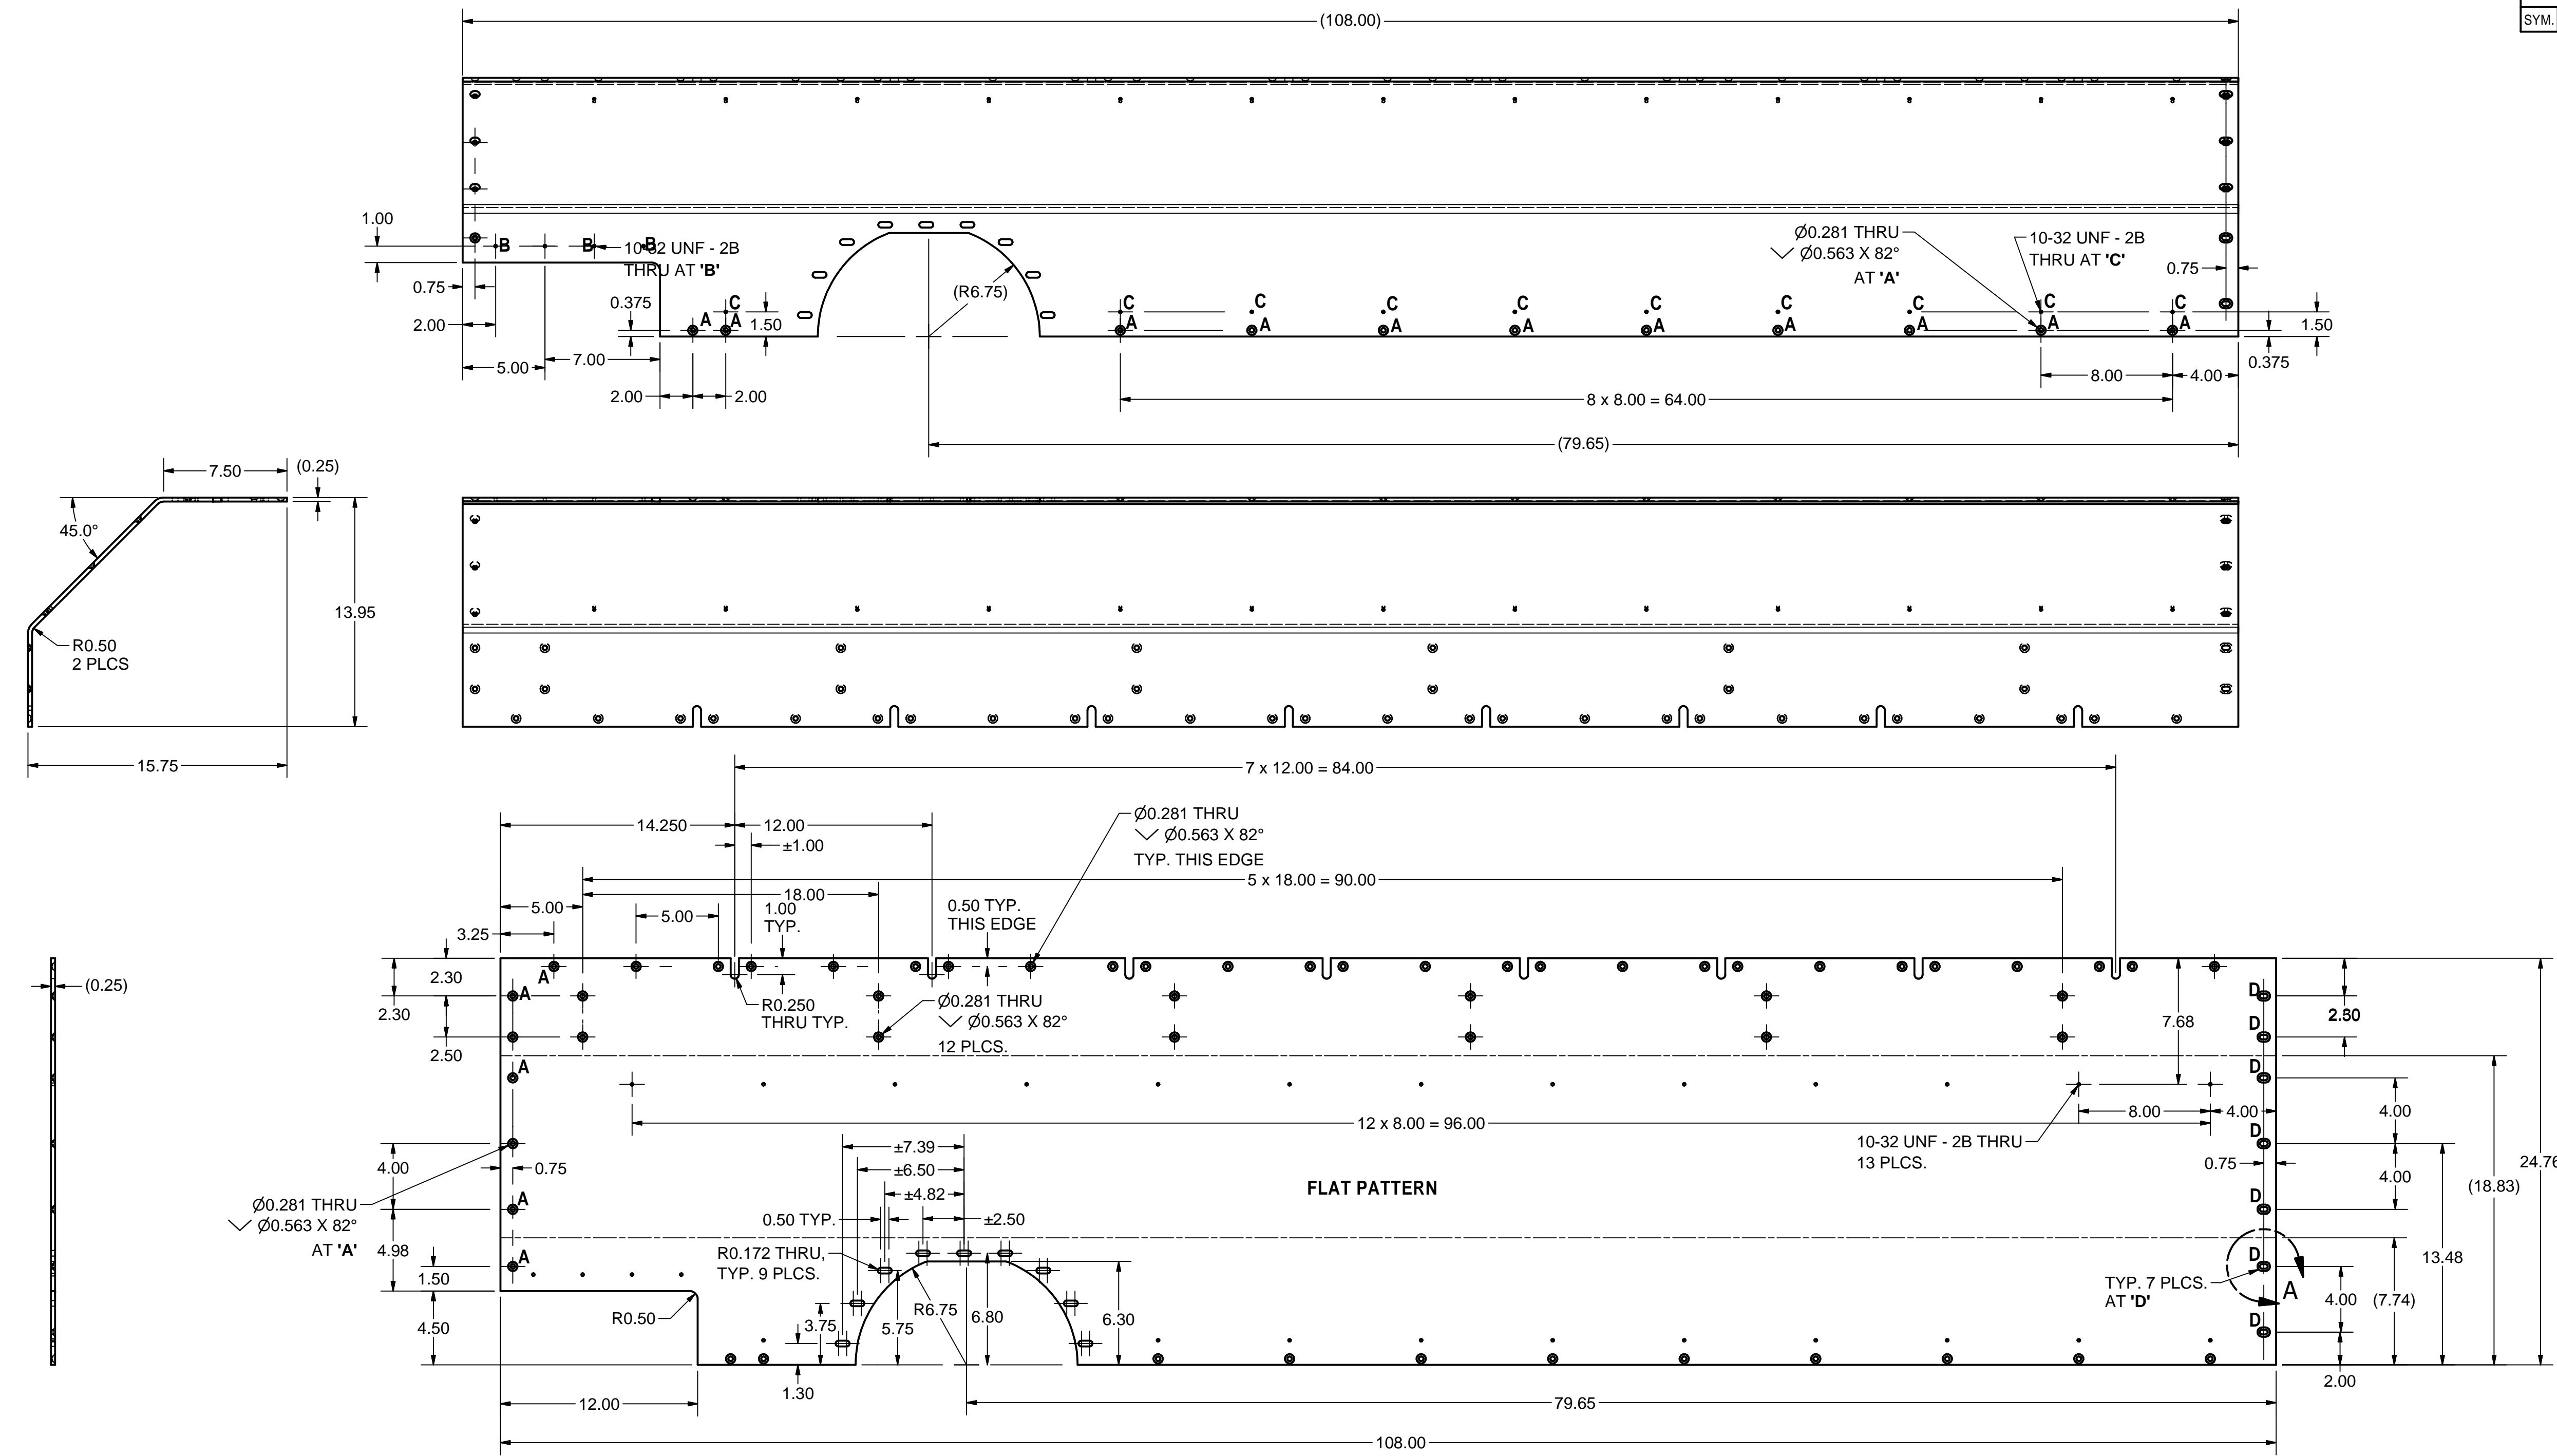 SYM.
(108.00)
1.00
B
B
B
10-32 UNF - 2B
THRU AT 'B'
Ø0.281 THRU
Ø0.563 X 82°
AT 'A'
10-32 UNF - 2B
THRU AT 'C'
0.75
0.75
0.375
(R6.75)
2.00
A
C
A
1.50
C
C
C
C
C
C
C
C
C
A
A
A
A
A
A
A
A
A
1.50
0.375
5.00
7.00
2.00
2.00
8.00
4.00
8 x 8.00 = 64.00
(79.65)
7.50
(0.25)
45.0°
13.95
R0.50
2 PLCS
15.75
7 x 12.00 = 84.00
14.250
12.00
±1.00
Ø0.281 THRU
Ø0.563 X 82°
TYP. THIS EDGE
5 x 18.00 = 90.00
18.00
5.00
5.00
1.00
TYP.
0.50 TYP.
THIS EDGE
3.25
2.30
A
A
2.30
2.50
(0.25)
R0.250
THRU TYP.
Ø0.281 THRU
Ø0.563 X 82°
12 PLCS.
7.68
D
D
D
D
D
D
D
2.50
A
12 x 8.00 = 96.00
8.00
4.00
4.00
10-32 UNF - 2B THRU
13 PLCS.
0.75
4.00
24.76
(18.83)
13.48
±7.39
±6.50
±4.82
±2.50
0.50 TYP.
4.00
0.75
A
Ø0.281 THRU
Ø0.563 X 82°
AT 'A'
4.98
A
1.50
R0.172 THRU,
TYP. 9 PLCS.
FLAT PATTERN
TYP. 7 PLCS.
AT 'D'
A
4.00
(7.74)
R0.50
R6.75
3.75
5.75
6.80
6.30
4.50
1.30
2.00
12.00
79.65
108.00